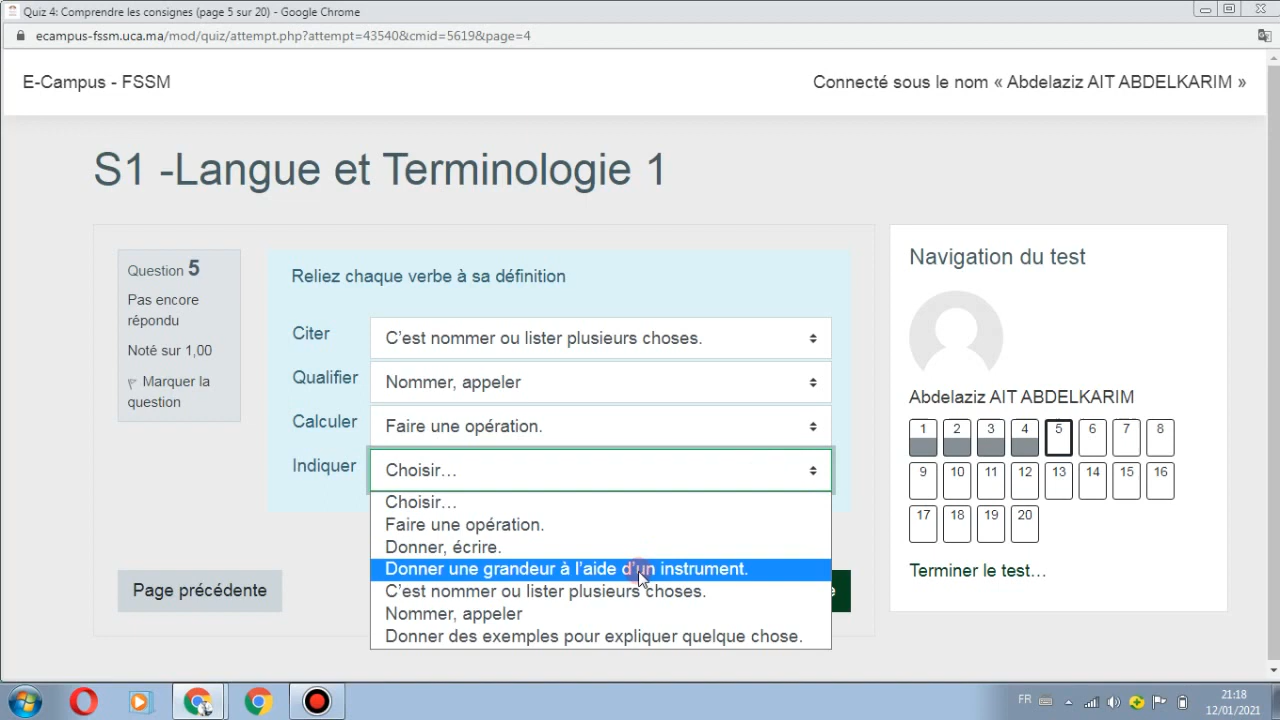 Quiz 4: Comprendre les consignes (page 5 sur 20) - Google Chrome
ecampus-fssm.uca.ma/mod/quiz/attempt.php?attempt=43540&cmid=5619&page=4
E-Campus - FSSM
Connecté sous le nom « Abdelaziz AIT ABDELKARIM »
S1 -Langue et Terminologie 1
Question 5
Pas encore
répondu
Noté sur 1,00
Marquer la
question
Reliez chaque verbe à sa définition
Citer
C’est nommer ou lister plusieurs choses.
Qualifier
Nommer, appeler
Calculer
Faire une opération.
Indiquer
Choisir…
Choisir…
Faire une opération.
Donner, écrire.
Donner une grandeur à l’aide d’un instrument.
C’est nommer ou lister plusieurs choses.
Nommer, appeler
Donner des exemples pour expliquer quelque chose.
Page précédente
e
Navigation du test
Abdelaziz AIT ABDELKARIM
1 2 3 4 5 6 7 8
9 10 11 12 13 14 15 16
17 18 19 20
Terminer le test…
FR
21:18
12/01/2021